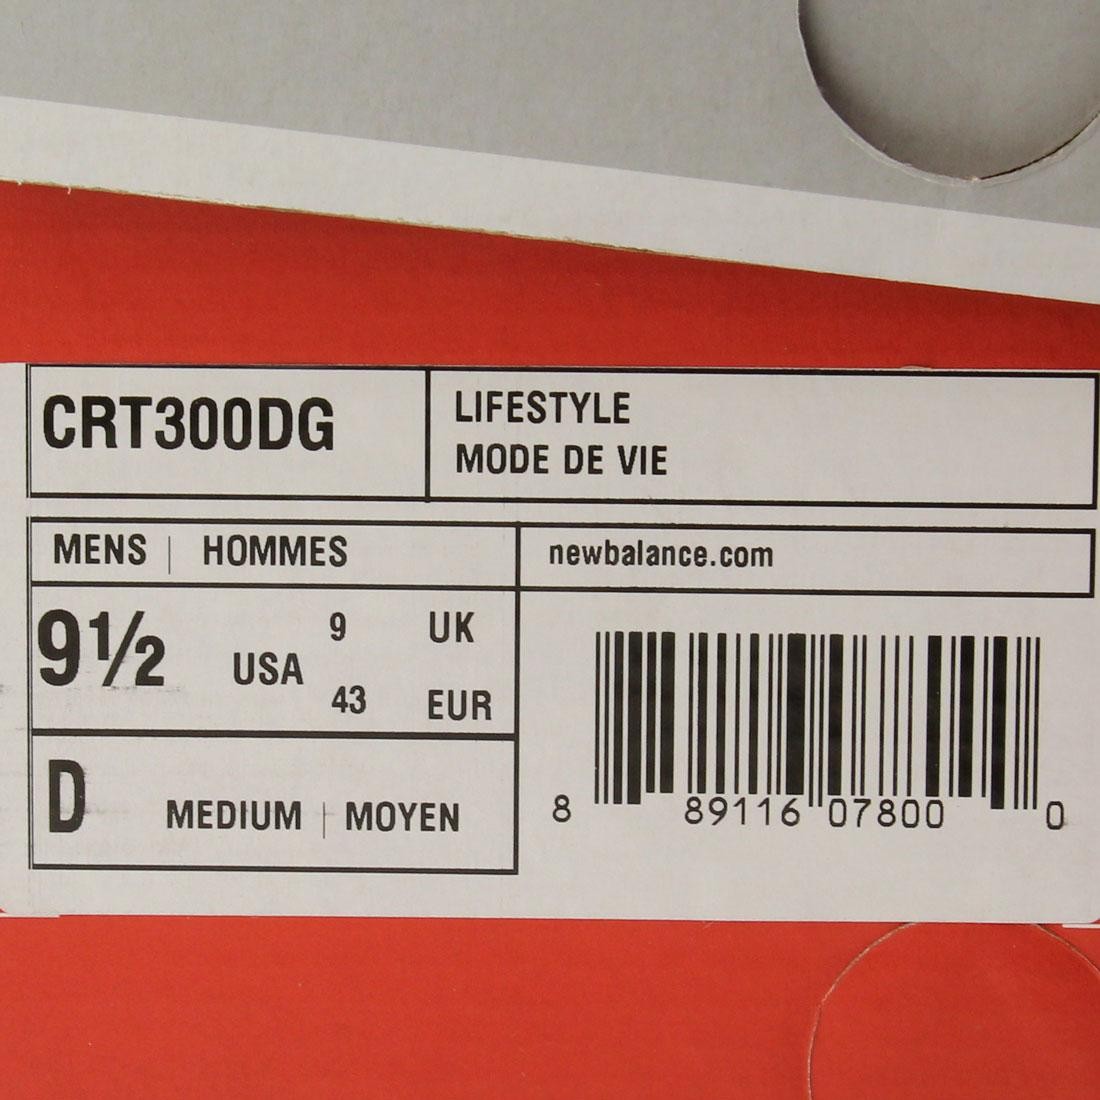 CRT300DG
LIFESTYLE
MODE DE VIE
MENS | HOMMES
newbalance.com
9½ USA
9 UK
43 EUR
D MEDIUM | MOYEN
8 89116 07800 0